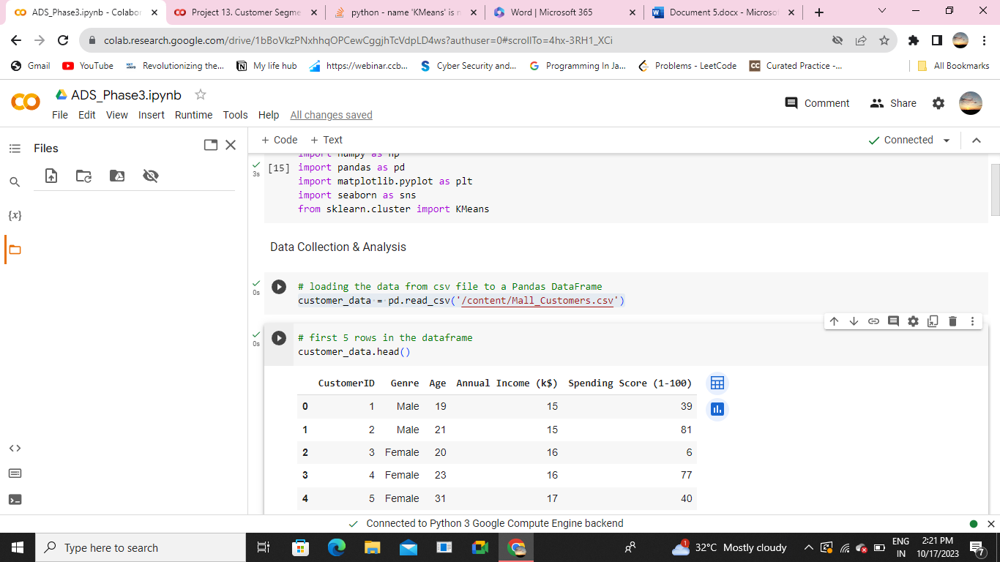 ADS_Phase3.ipynb - Colabor
Project 13. Customer Segme
python - name 'KMeans' is n
Word | Microsoft 365
Document 5.docx - Microso
colab.research.google.com/drive/1bBoVkzPNxhhqOPCewCggjhTcVdpLD4ws?authuser=0#scrollTo=4hx-3RH1_XCi
Gmail
YouTube
Revolutionizing the...
My life hub
https://webinar.ccb...
Cyber Security and...
Programming In Ja...
Problems - LeetCode
CC
Curated Practice -...
All Bookmarks
ADS_Phase3.ipynb
File Edit View Insert Runtime Tools Help All changes saved
Comment
Share
Files
+ Code + Text
Connected
{x}
3s
[15]
import numpy as np
import pandas as pd
import matplotlib.pyplot as plt
import seaborn as sns
from sklearn.cluster import KMeans
Data Collection & Analysis
0s
# loading the data from csv file to a Pandas DataFrame
customer_data = pd.read_csv('/content/Mall_Customers.csv')
0s
# first 5 rows in the dataframe
customer_data.head()
CustomerID Genre Age Annual Income (k$) Spending Score (1-100)
0 1 Male 19 15 39
1 2 Male 21 15 81
2 3 Female 20 16 6
3 4 Female 23 16 77
4 5 Female 31 17 40
Connected to Python 3 Google Compute Engine backend
Type here to search
1
32°C Mostly cloudy
ENG
IN
2:21 PM
10/17/2023
7